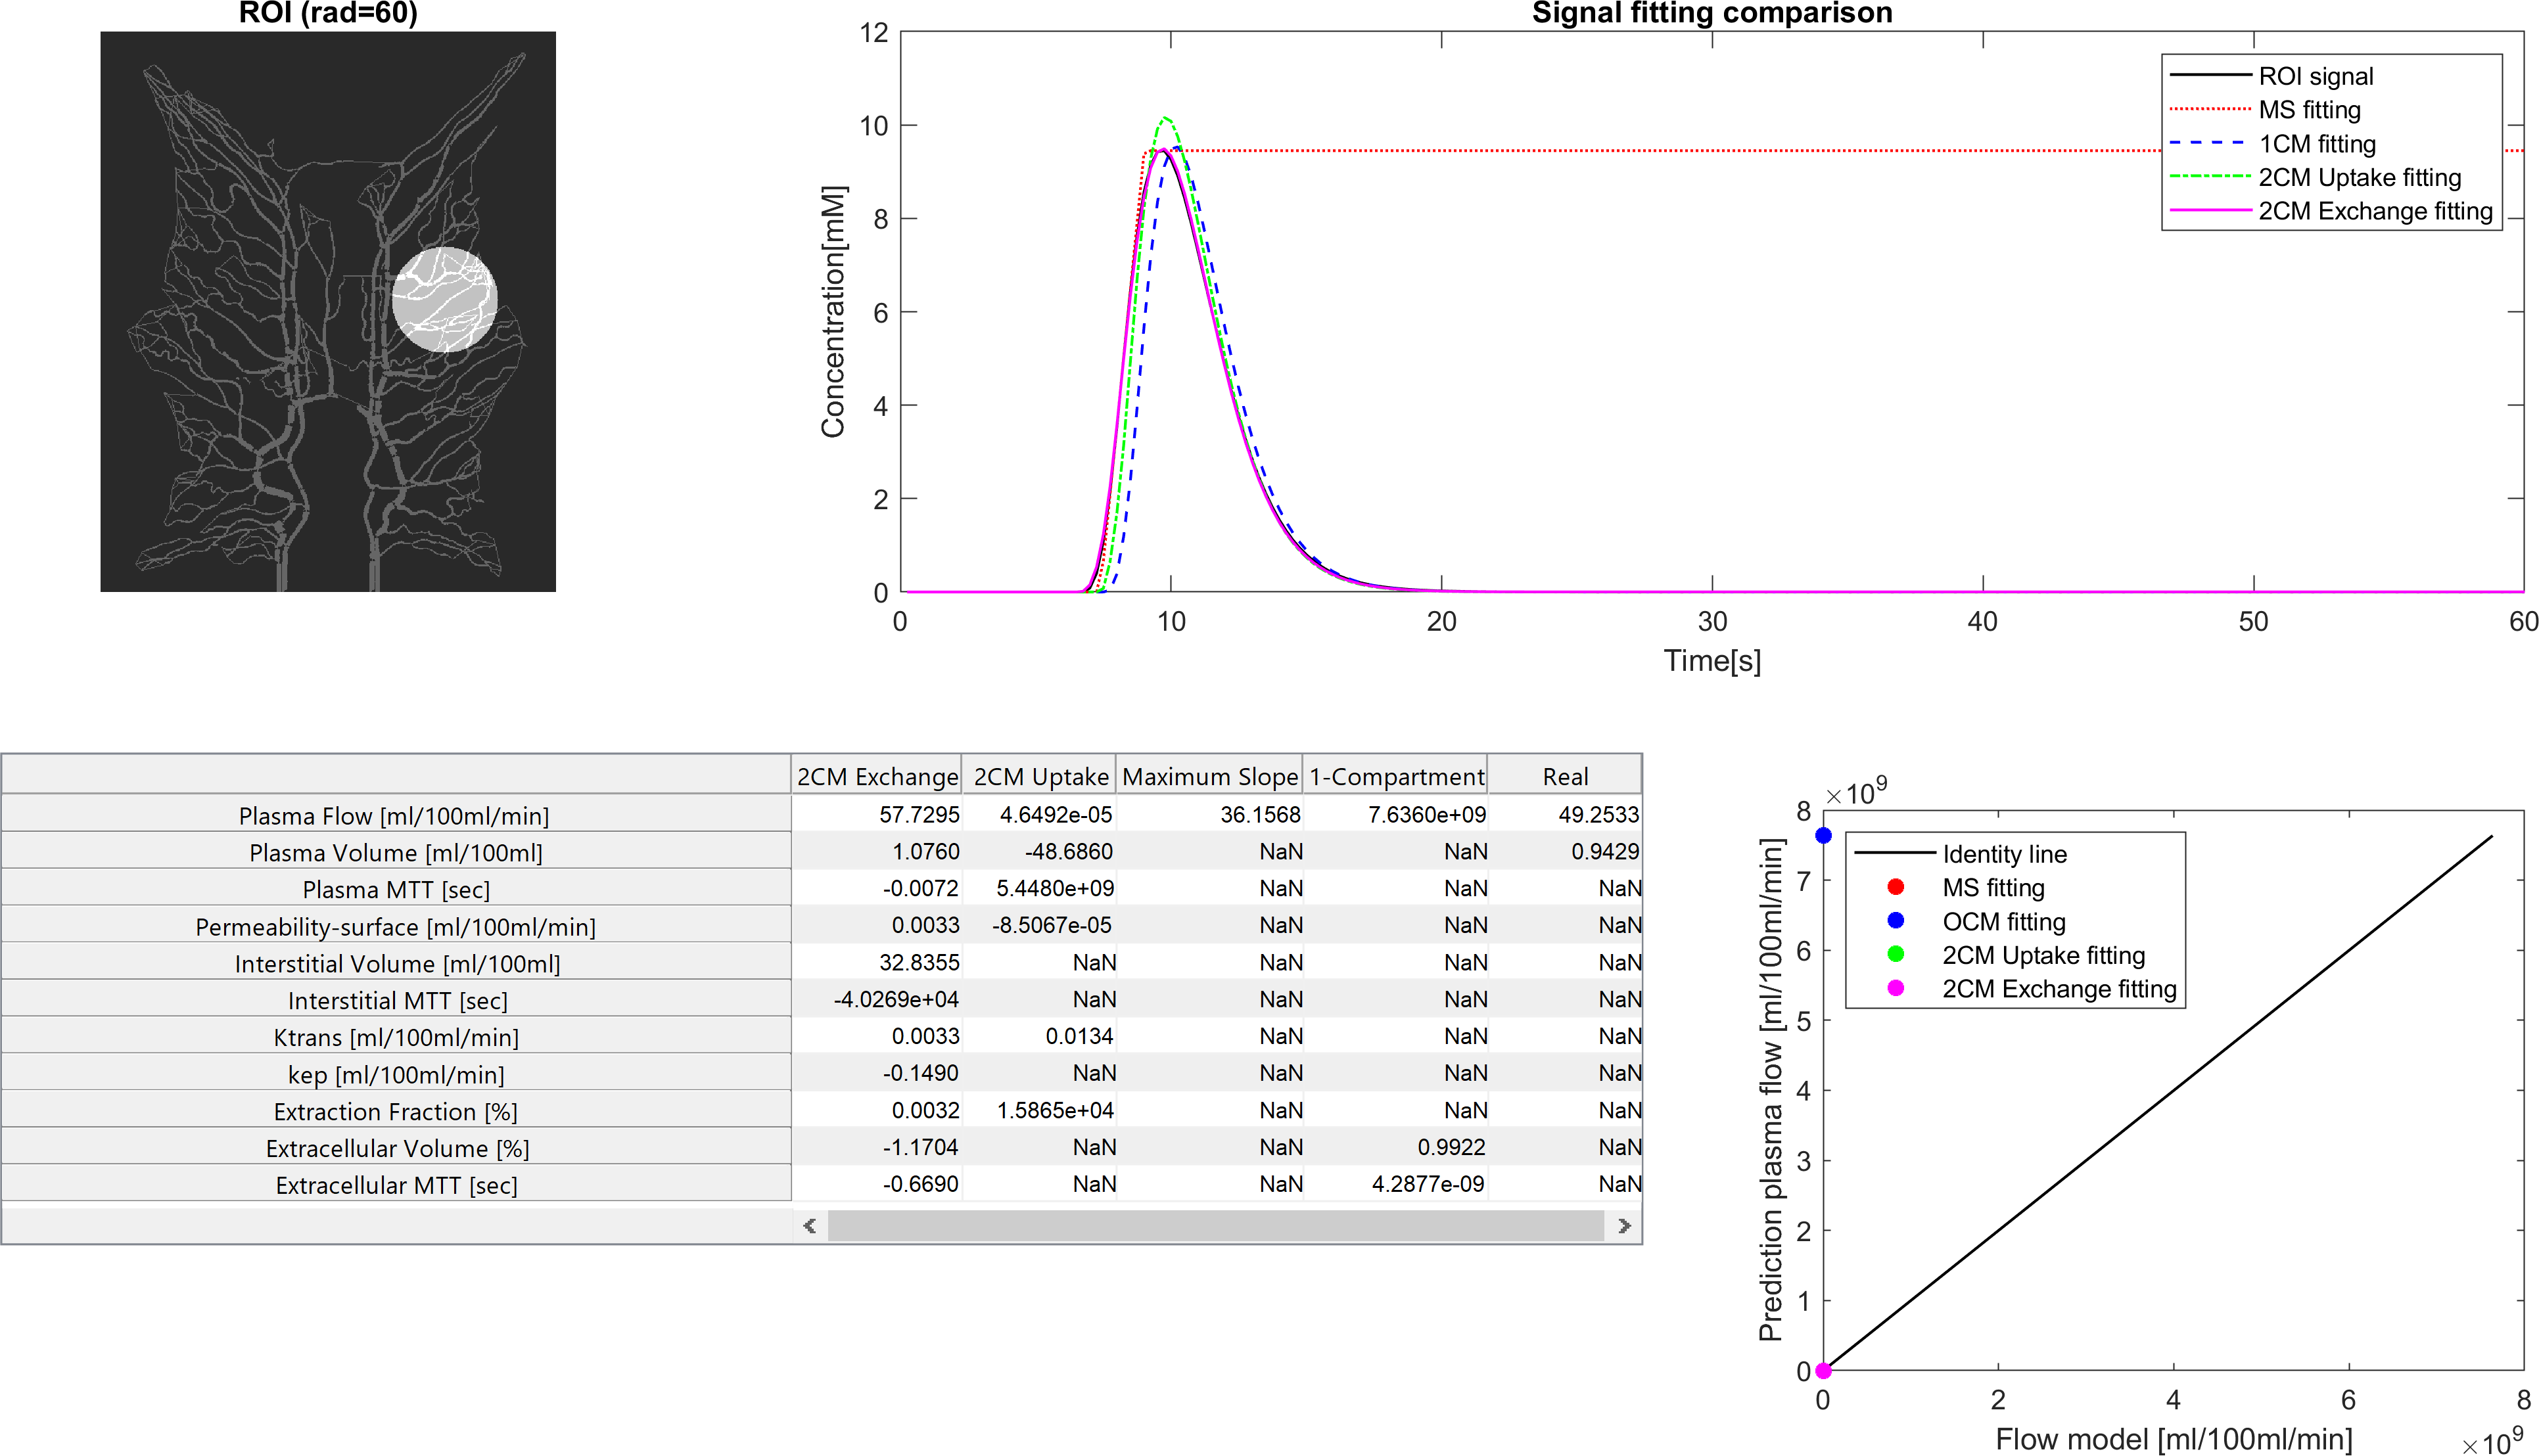 ROI (rad=60)
Signal fitting comparison
12
10
8
6
4
2
0
Concentration[mM]
0 10 20 30 40 50 60
Time[s]
ROI signal
MS fitting
1CM fitting
2CM Uptake fitting
2CM Exchange fitting
2CM Exchange 2CM Uptake Maximum Slope 1-Compartment Real
Plasma Flow [ml/100ml/min] 57.7295 4.6492e-05 36.1568 7.6360e+09 49.2533
Plasma Volume [ml/100ml] 1.0760 -48.6860 NaN NaN 0.9429
Plasma MTT [sec] -0.0072 5.4480e+09 NaN NaN NaN
Permeability-surface [ml/100ml/min] 0.0033 -8.5067e-05 NaN NaN NaN
Interstitial Volume [ml/100ml] 32.8355 NaN NaN NaN NaN
Interstitial MTT [sec] -4.0269e+04 NaN NaN NaN NaN
Ktrans [ml/100ml/min] 0.0033 0.0134 NaN NaN NaN
kep [ml/100ml/min] -0.1490 NaN NaN NaN NaN
Extraction Fraction [%] 0.0032 1.5865e+04 NaN NaN NaN
Extracellular Volume [%] -1.1704 NaN NaN 0.9922 NaN
Extracellular MTT [sec] -0.6690 NaN NaN 4.2877e-09 NaN
×10⁹
8
7
6
5
4
3
2
1
0
Prediction plasma flow [ml/100ml/min]
Identity line
MS fitting
OCM fitting
2CM Uptake fitting
2CM Exchange fitting
0 2 4 6 8
Flow model [ml/100ml/min]
×10⁹